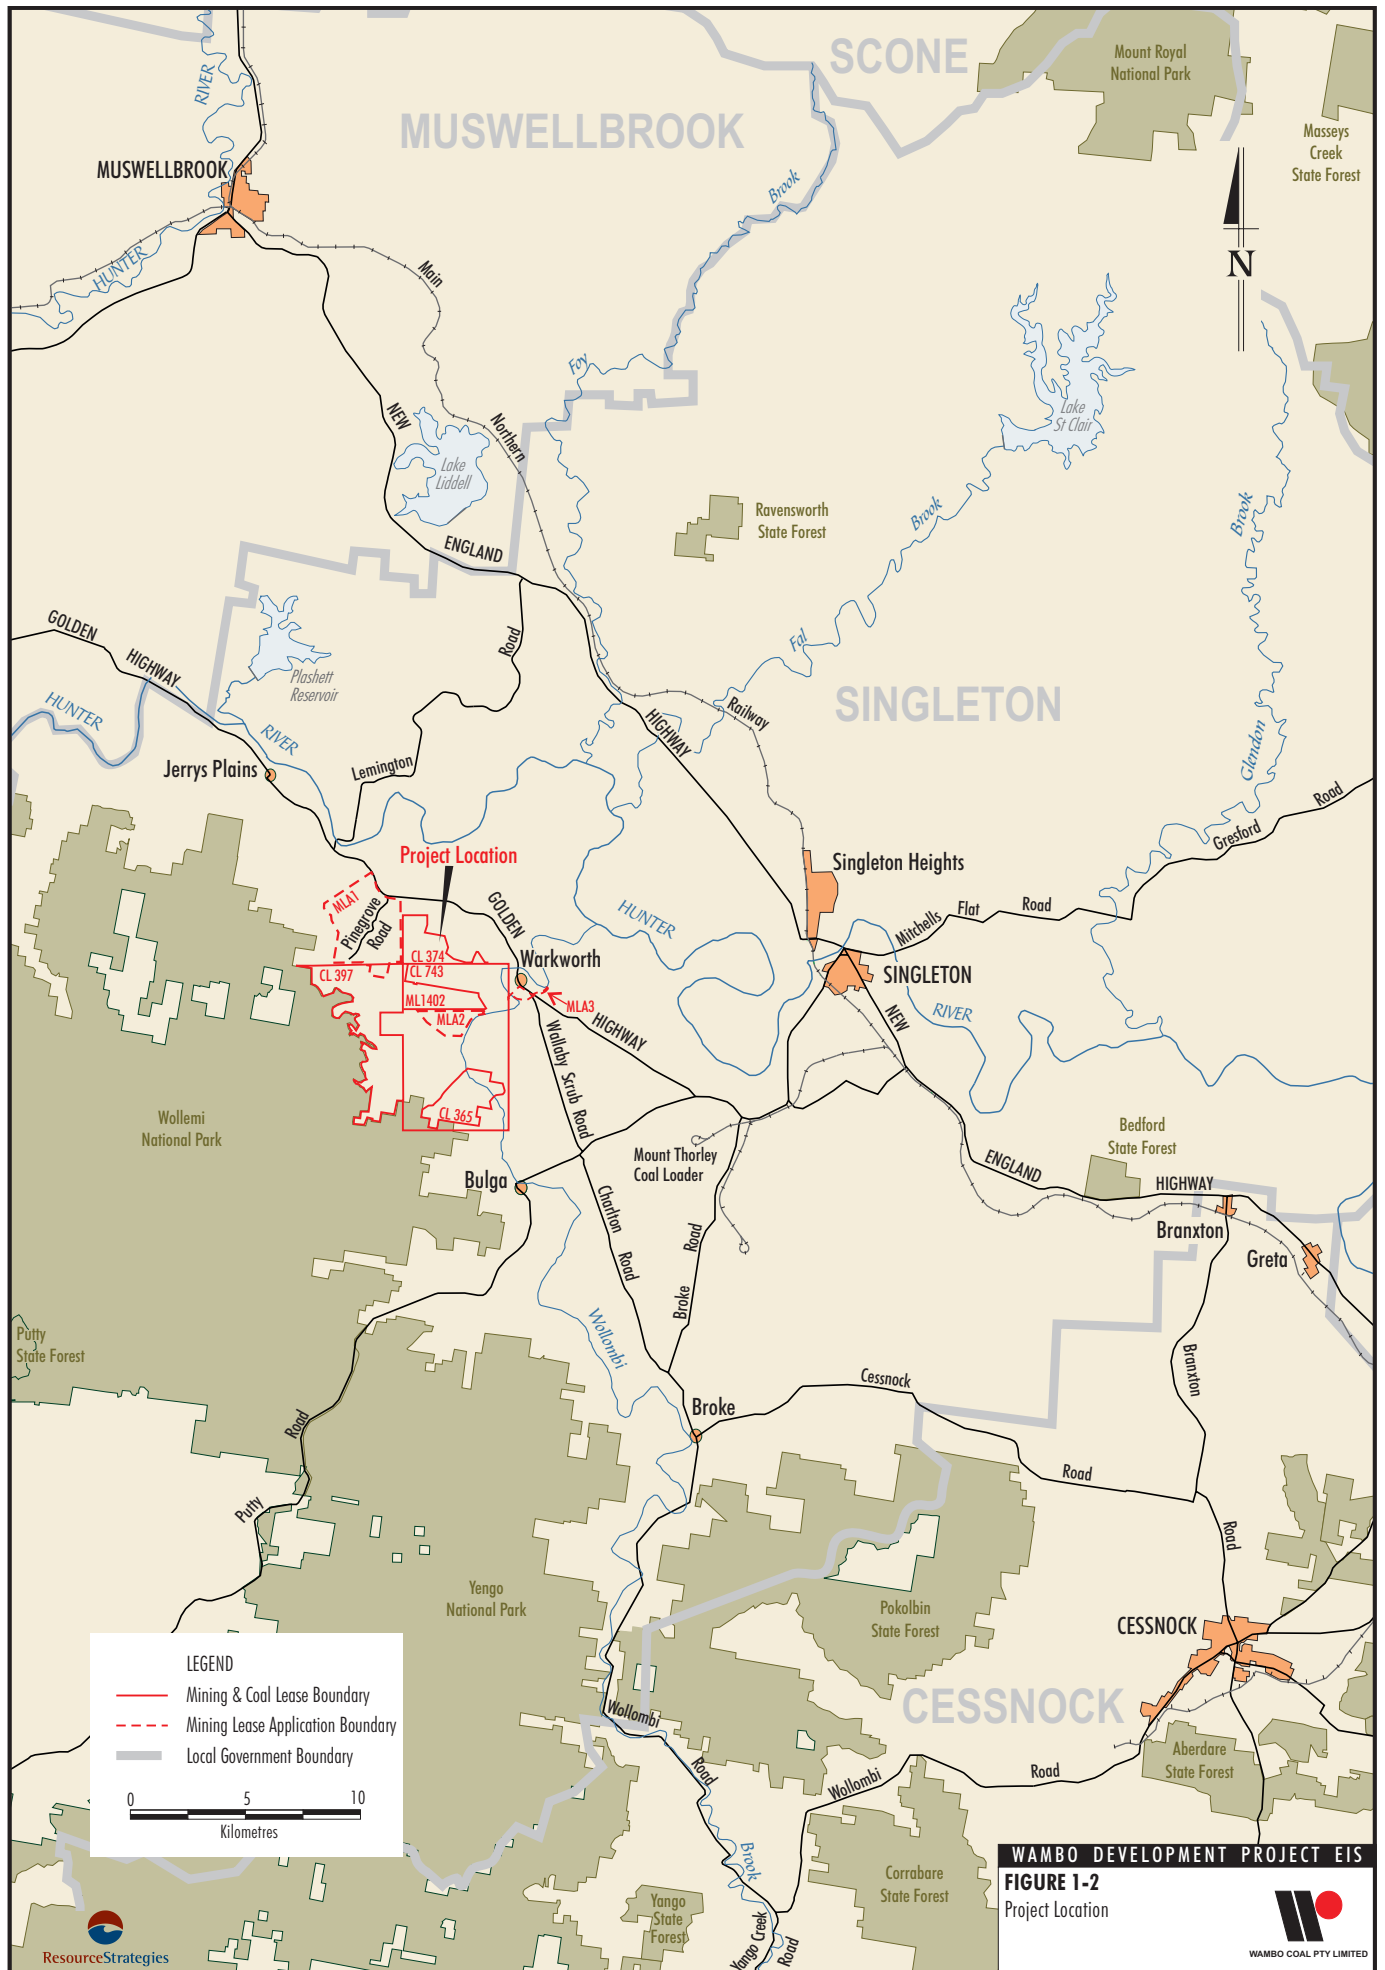 SCONE
Mount Royal
National Park
RIVER
MUSWELLBROOK
Masseys
Creek
State Forest
MUSWELLBROOK
Brook
HUNTER
N
Main
Foy
NEW
Northern
Lake
St Clair
Lake
Liddell
Brook
Brook
Ravensworth
State Forest
ENGLAND
GOLDEN
Road
Fal
HIGHWAY
Plashett
Reservoir
HUNTER
SINGLETON
HIGHWAY
Railway
RIVER
Glendon
Jerrys Plains
Lemington
Road
Gresford
Project Location
Singleton Heights
MLA1
GOLDEN
Pinegrove
Road
HUNTER
Mitchells
Flat
Road
CL 374
Warkworth
CL 397
CL 743
SINGLETON
ML1402
MLA3
MLA2
HIGHWAY
NEW
RIVER
Wallaby Scrub Road
CL 365
Wollemi
National Park
Bedford
State Forest
Mount Thorley
Coal Loader
ENGLAND
Bulga
HIGHWAY
Charlton
Road
Road
Branxton
Greta
Broke
Putty
State Forest
Wollombi
Branxton
Cessnock
Broke
Road
Road
Putty
Road
Yengo
National Park
Pokolbin
State Forest
CESSNOCK
LEGEND
Mining & Coal Lease Boundary
Mining Lease Application Boundary
Local Government Boundary
0 5 10
Kilometres
CESSNOCK
Wollombi
Aberdare
State Forest
Road
Wollombi
Road
Brook
Corrabare
State Forest
Yango
State
Forest
Yango Creek
Road
WAMBO DEVELOPMENT PROJECT EIS
FIGURE 1-2
Project Location
WAMBO COAL PTY LIMITED
ResourceStrategies